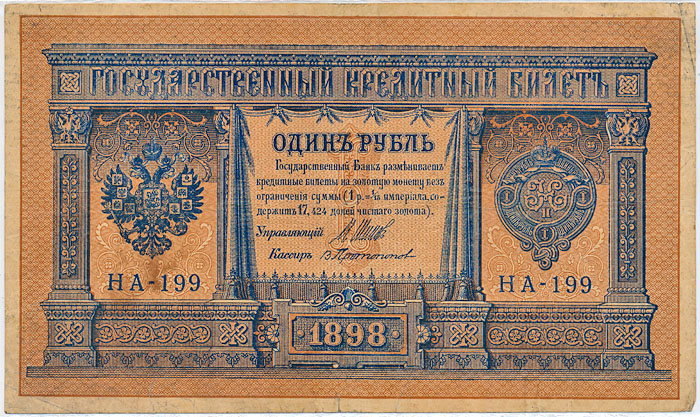 ГОСУДАРСТВЕННЫЙ КРЕДИТНЫЙ БИЛЕТЪ
ОДИНЪ РУБЛЬ
Государственный Банкъ размѣниваетъ
кредитные билеты на золотую монету безъ
ограниченія суммы (1 р.= 1/15 имперіала, со-
держитъ 17,424 долей чистаго золота).
Управляющій
Кассиръ В. Протопопов
НА-199
НА-199
1898